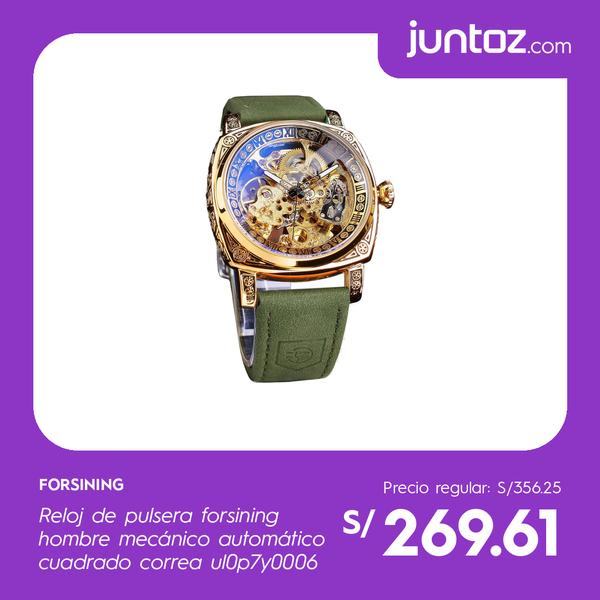 juntoz.com
FORSINING
Reloj de pulsera forsining
hombre mecánico automático
cuadrado correa ul0p7y0006
Precio regular: S/356.25
S/269.61